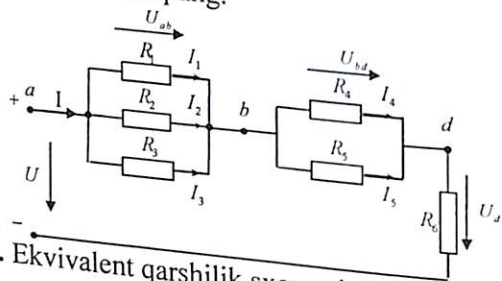 U_ab
R_1 I_1
U_bd
+ a I
R_2 I_2
b
R_4 I_4
d
R_3
I_3
R_5
I_5
U
R_6
U_d
−
. Ekvivalent qarshilik